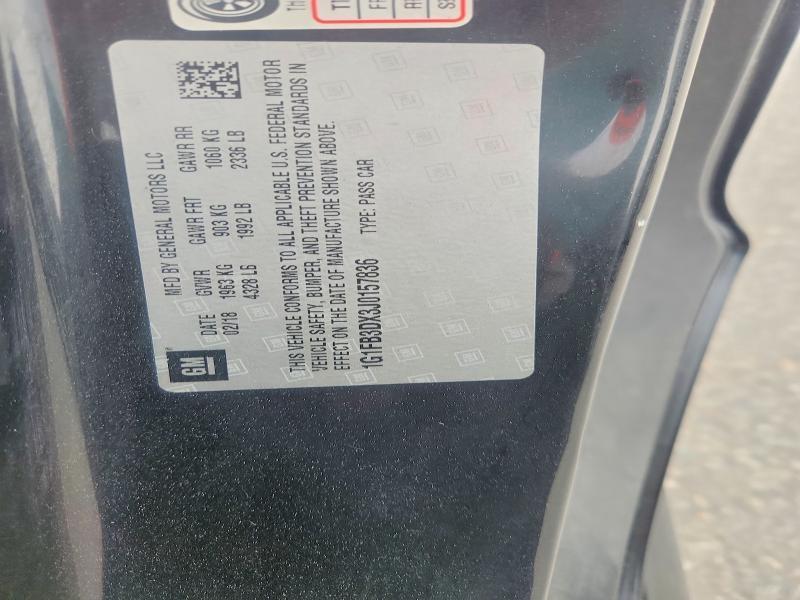 MFD BY GENERAL MOTORS LLC
DATE GVWR GAWR FRT GAWR RR
02/18 1963 KG 903 KG 1060 KG
4328 LB 1992 LB 2336 LB
GM
THIS VEHICLE CONFORMS TO ALL APPLICABLE U.S. FEDERAL MOTOR
VEHICLE SAFETY, BUMPER, AND THEFT PREVENTION STANDARDS IN
EFFECT ON THE DATE OF MANUFACTURE SHOWN ABOVE.
1G1FB3DX3J0157836 TYPE: PASS CAR